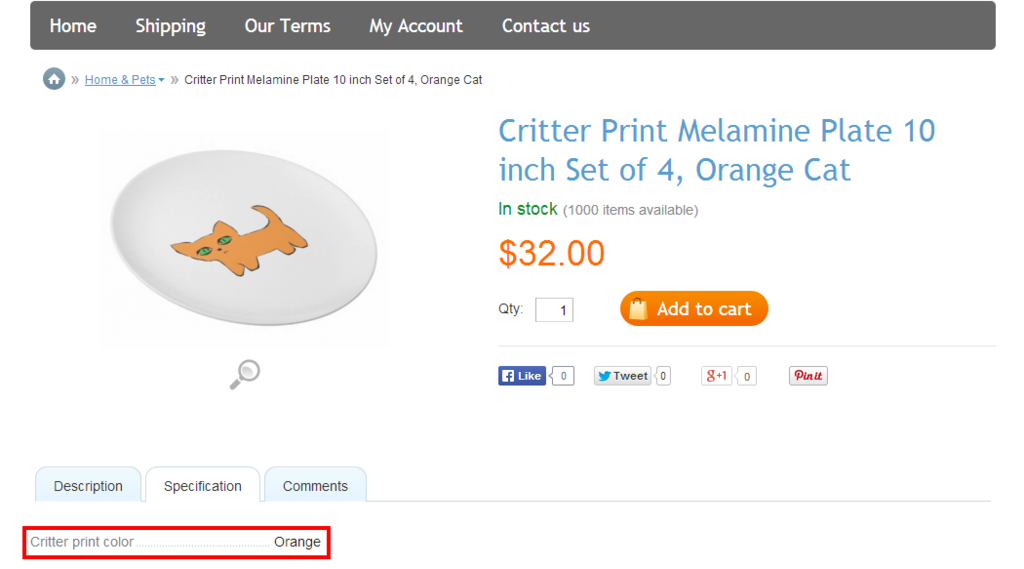 Home Shipping Our Terms My Account Contact us
» Home & Pets » Critter Print Melamine Plate 10 inch Set of 4, Orange Cat
Critter Print Melamine Plate 10
inch Set of 4, Orange Cat
In stock (1000 items available)
$32.00
Qty: 1 Add to cart
Like 0 Tweet 0 g+1 0 Pin it
Description Specification Comments
Critter print color Orange